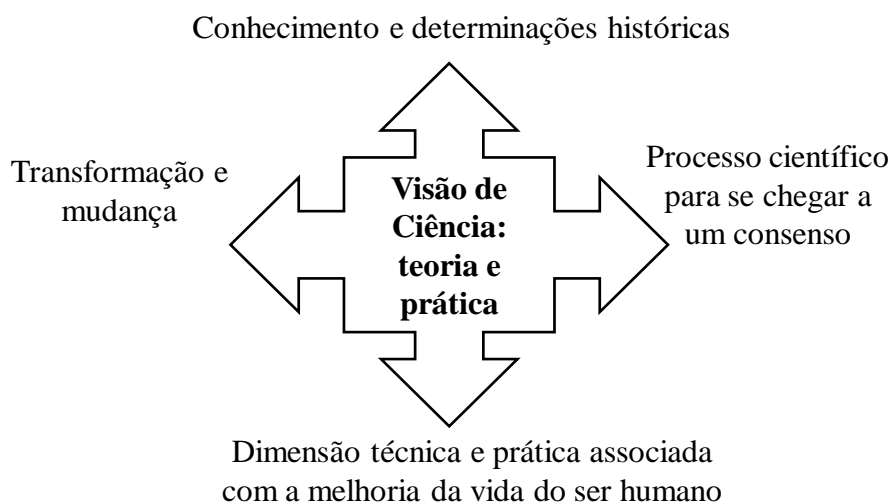 Conhecimento e determinações históricas
Transformação e
mudança
Visão de
Ciência:
teoria e
prática
Processo científico
para se chegar a
um consenso
Dimensão técnica e prática associada
com a melhoria da vida do ser humano